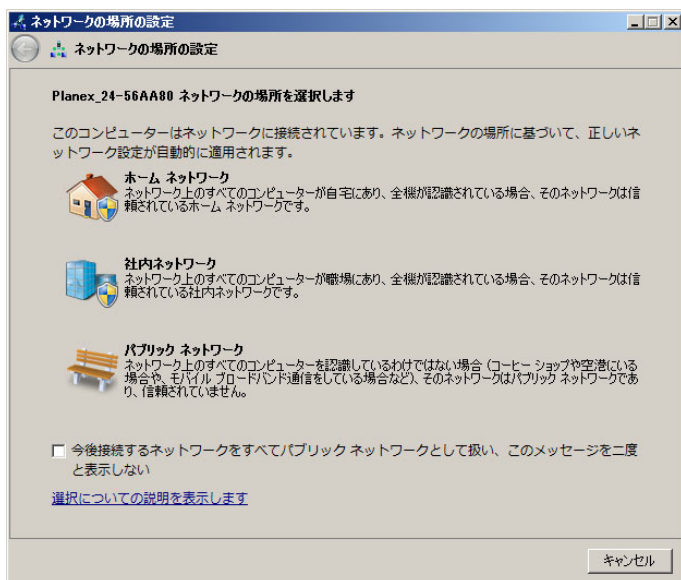 ネットワークの場所の設定
ネットワークの場所の設定
Planex_24-56AA80 ネットワークの場所を選択します
このコンピューターはネットワークに接続されています。ネットワークの場所に基づいて、正しいネ
ットワーク設定が自動的に適用されます。
ホーム ネットワーク
ネットワーク上のすべてのコンピューターが自宅にあり、全機が認識されている場合、そのネットワークは信
頼されているホーム ネットワークです。
社内ネットワーク
ネットワーク上のすべてのコンピューターが職場にあり、全機が認識されている場合、そのネットワークは信
頼されている社内ネットワークです。
パブリック ネットワーク
ネットワーク上のすべてのコンピューターを認識しているわけではない場合 (コーヒー ショップや空港にいる
場合や、モバイル ブロードバンド通信をしている場合など)、そのネットワークはパブリック ネットワークであ
り、信頼されていません。
今後接続するネットワークをすべてパブリック ネットワークとして扱い、このメッセージを二度
と表示しない
選択についての説明を表示します
キャンセル